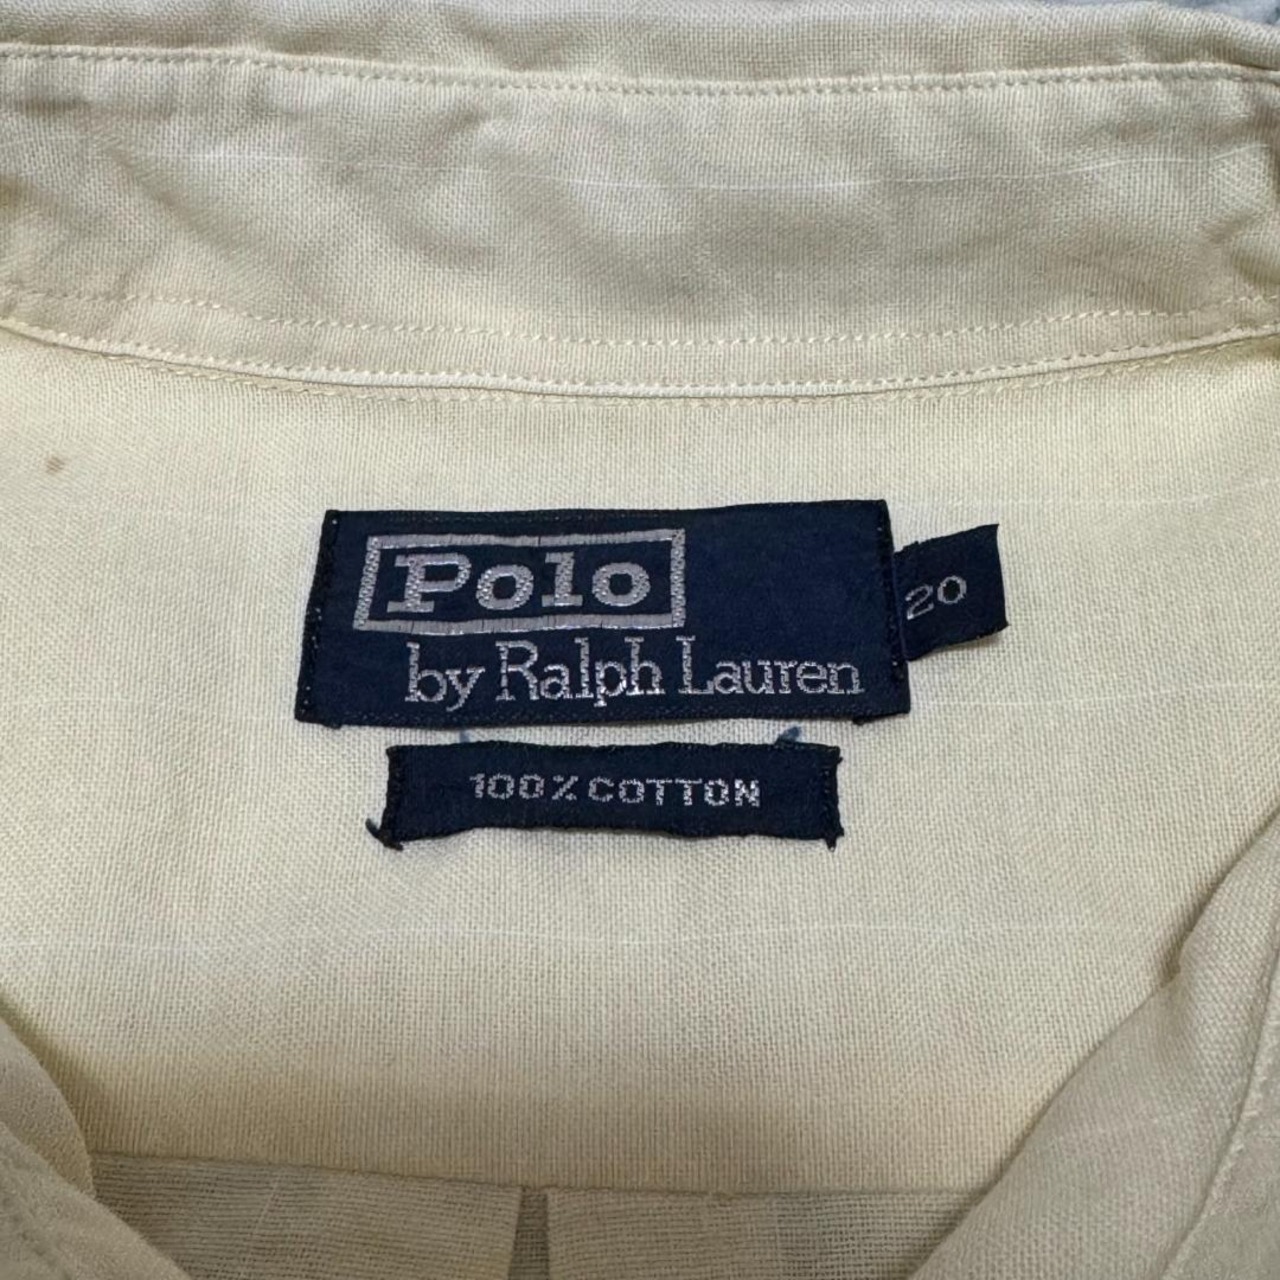 Polo
by Ralph Lauren
20
100% COTTON